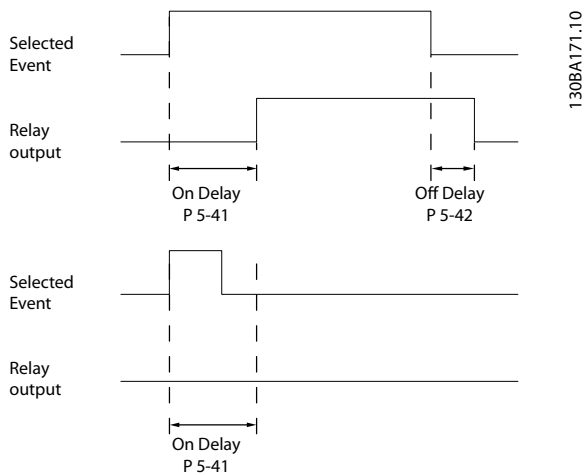 Selected
Event
Relay
output
On Delay
P 5-41
Off Delay
P 5-42
Selected
Event
Relay
output
On Delay
P 5-41
130BA171.10